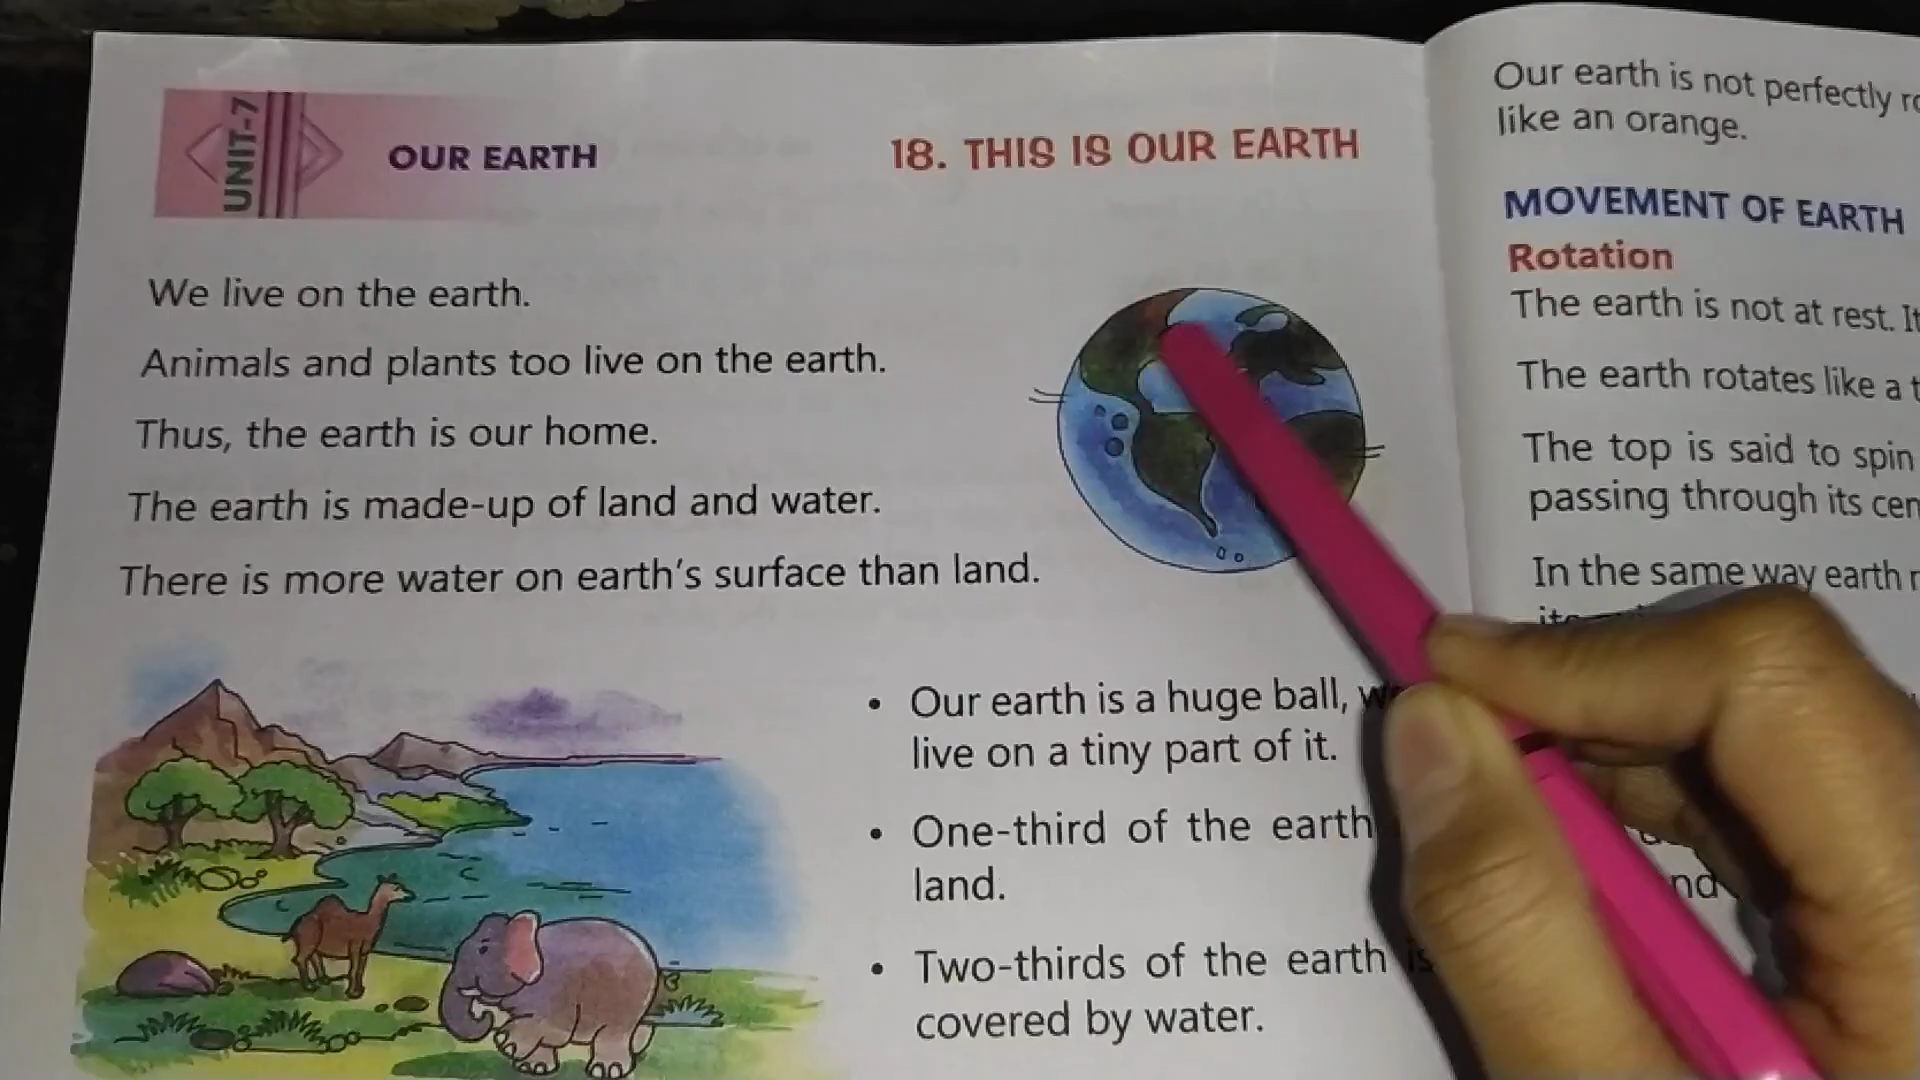 UNIT-7
OUR EARTH
18. THIS IS OUR EARTH
We live on the earth.
Animals and plants too live on the earth.
Thus, the earth is our home.
The earth is made-up of land and water.
There is more water on earth's surface than land.
• Our earth is a huge ball,
live on a tiny part of it.
• One-third of the earth
land.
• Two-thirds of the earth is
covered by water.
Our earth is not perfectly
like an orange.
MOVEMENT OF EARTH
Rotation
The earth is not at rest. It
The earth rotates like a
The top is said to spin
passing through its
In the same way earth